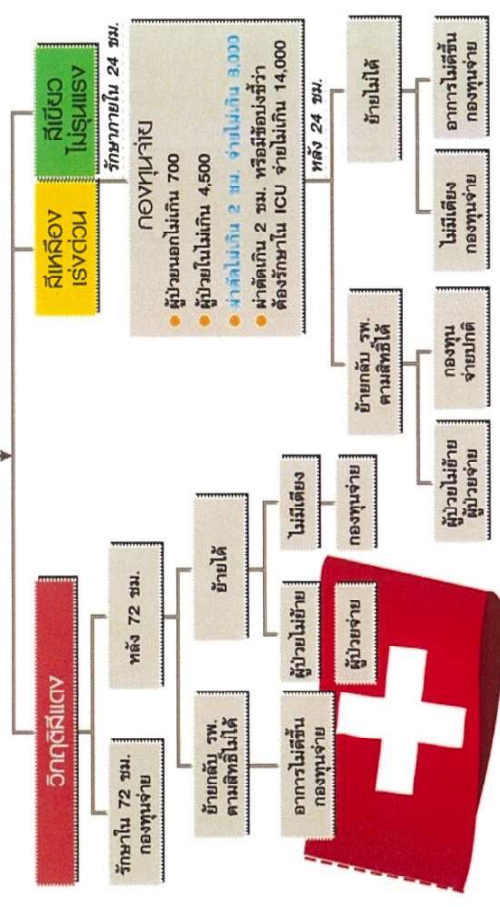 วิกฤติสีแดง
รักษาใน 72 ชม.
กองทุนจ่าย
หลัง 72 ชม.
ย้ายกลับ รพ.
ตามสิทธิไม่ได้
อาการไม่ดีขึ้น
กองทุนจ่าย
ย้ายได้
ผู้ป่วยไม่ย้าย
ผู้ป่วยจ่าย
ไม่มีเตียง
กองทุนจ่าย
สีเหลือง
เร่งด่วน
สีเขียว
ไม่รุนแรง
รักษาภายใน 24 ชม.
กองทุนจ่าย
ผู้ป่วยนอกไม่เกิน 700
ผู้ป่วยในไม่เกิน 4,500
ผ่าตัดไม่เกิน 2 ชม. จ่ายไม่เกิน 8,000
ผ่าตัดเกิน 2 ชม. หรือมีข้อบ่งชี้ว่า
ต้องรักษาใน ICU จ่ายไม่เกิน 14,000
หลัง 24 ชม.
ย้ายกลับ รพ.
ตามสิทธิ์ได้
ผู้ป่วยไม่ย้าย
ผู้ป่วยจ่าย
กองทุน
จ่ายปกติ
ย้ายไม่ได้
ไม่มีเตียง
กองทุนจ่าย
อาการไม่ดีขึ้น
กองทุนจ่าย